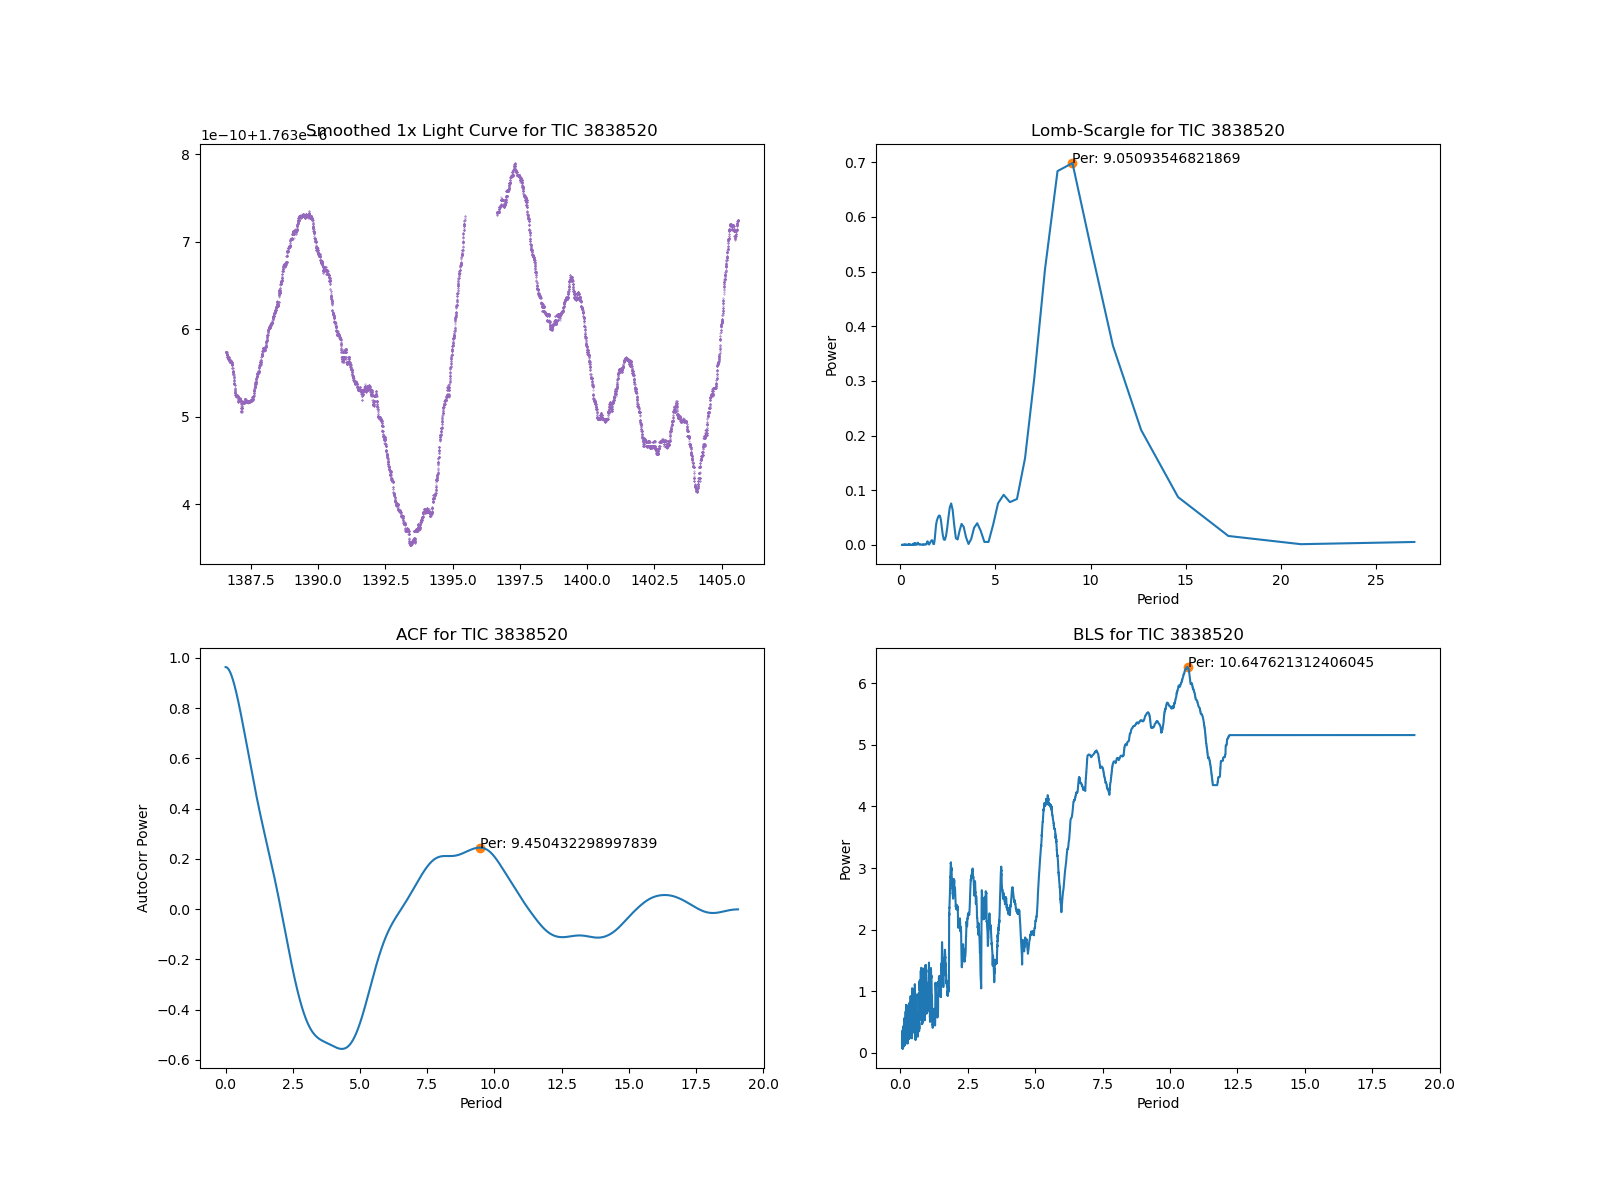 Smoothed 1x Light Curve for TIC 3838520
1e−10+1.763e−6
8
7
6
5
4
1387.5 1390.0 1392.5 1395.0 1397.5 1400.0 1402.5 1405.0
Lomb-Scargle for TIC 3838520
Per: 9.05093546821869
0.7
0.6
0.5
0.4
0.3
0.2
0.1
0.0
Power
0 5 10 15 20 25
Period
ACF for TIC 3838520
Per: 9.450432298997839
1.0
0.8
0.6
0.4
0.2
0.0
−0.2
−0.4
−0.6
AutoCorr Power
0.0 2.5 5.0 7.5 10.0 12.5 15.0 17.5 20.0
Period
BLS for TIC 3838520
Per: 10.647621312406045
6
5
4
3
2
1
0
Power
0.0 2.5 5.0 7.5 10.0 12.5 15.0 17.5 20.0
Period